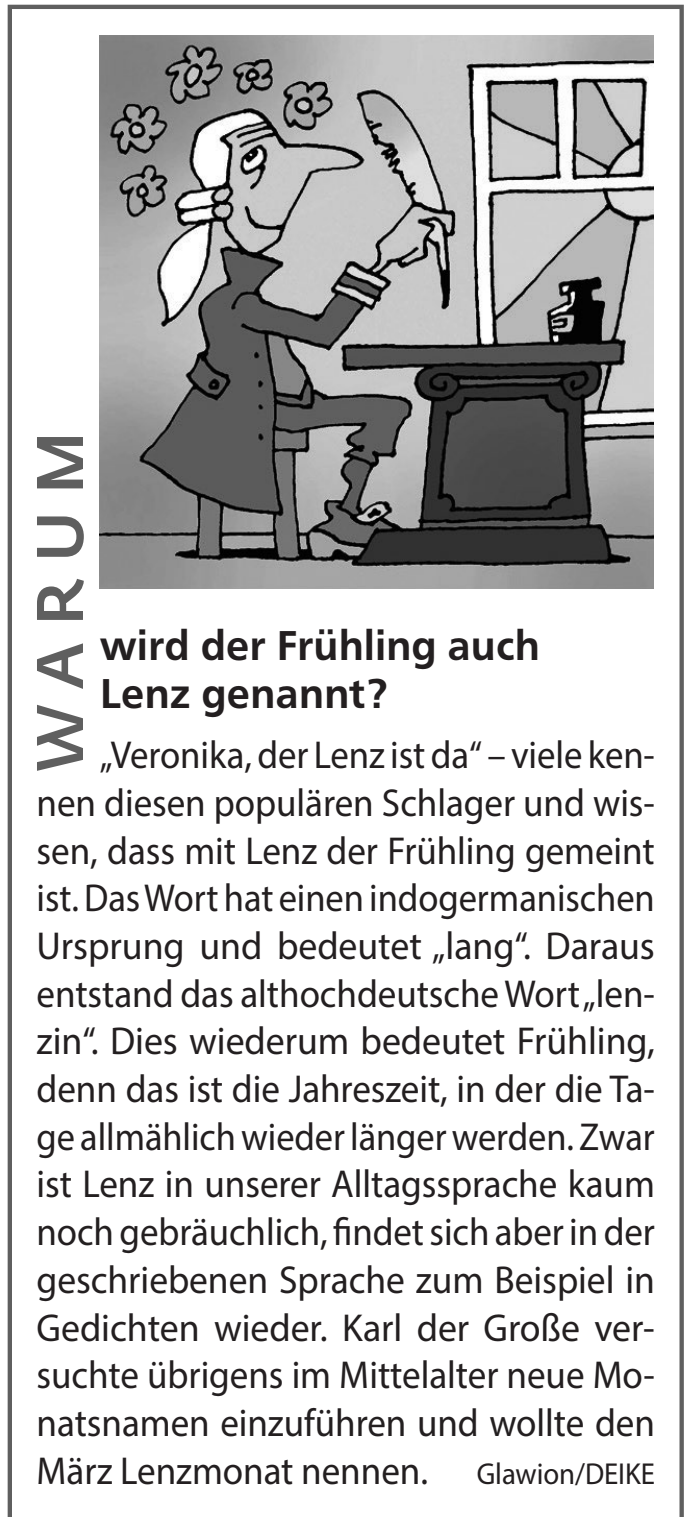 WARUM
wird der Frühling auch
Lenz genannt?
„Veronika, der Lenz ist da“ – viele ken-
nen diesen populären Schlager und wis-
sen, dass mit Lenz der Frühling gemeint
ist. Das Wort hat einen indogermanischen
Ursprung und bedeutet „lang“. Daraus
entstand das althochdeutsche Wort „len-
zin“. Dies wiederum bedeutet Frühling,
denn das ist die Jahreszeit, in der die Ta-
ge allmählich wieder länger werden. Zwar
ist Lenz in unserer Alltagssprache kaum
noch gebräuchlich, findet sich aber in der
geschriebenen Sprache zum Beispiel in
Gedichten wieder. Karl der Große ver-
suchte übrigens im Mittelalter neue Mo-
natsnamen einzuführen und wollte den
März Lenzmonat nennen. Glawion/DEIKE